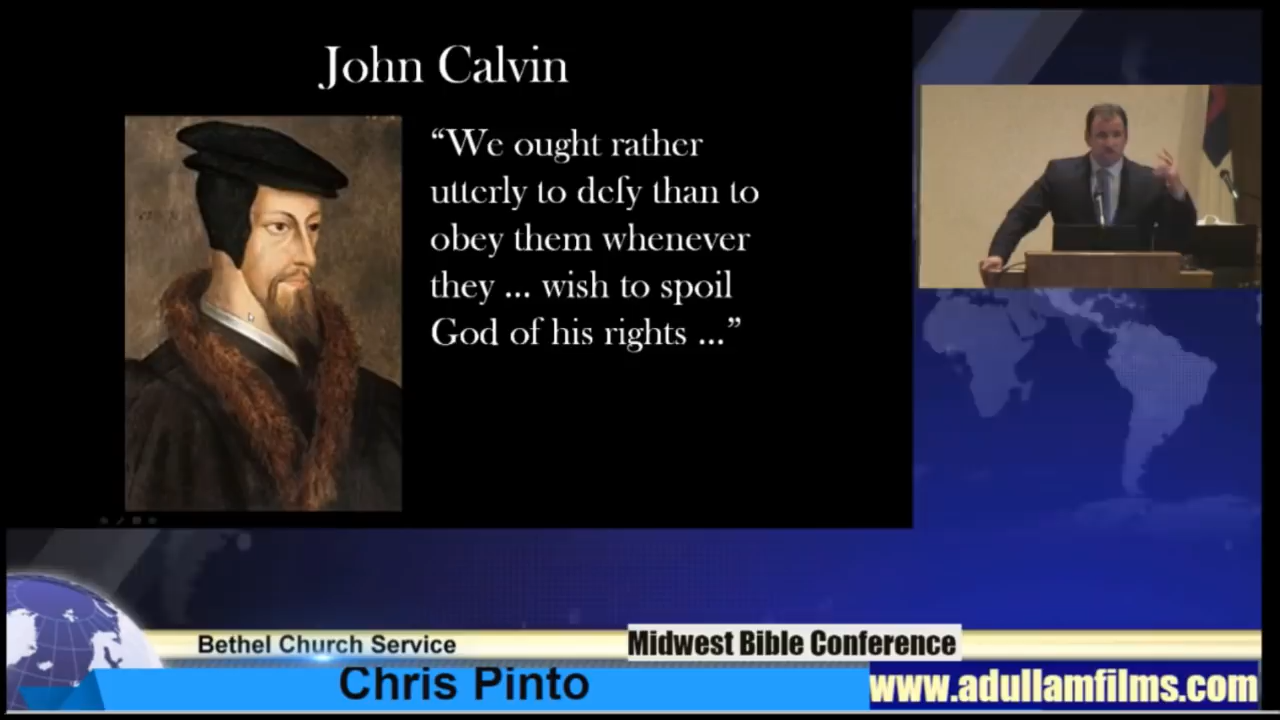 John Calvin
“We ought rather
utterly to defy than to
obey them whenever
they ... wish to spoil
God of his rights ...”
Bethel Church Service
Midwest Bible Conference
Chris Pinto
www.adullamfilms.com